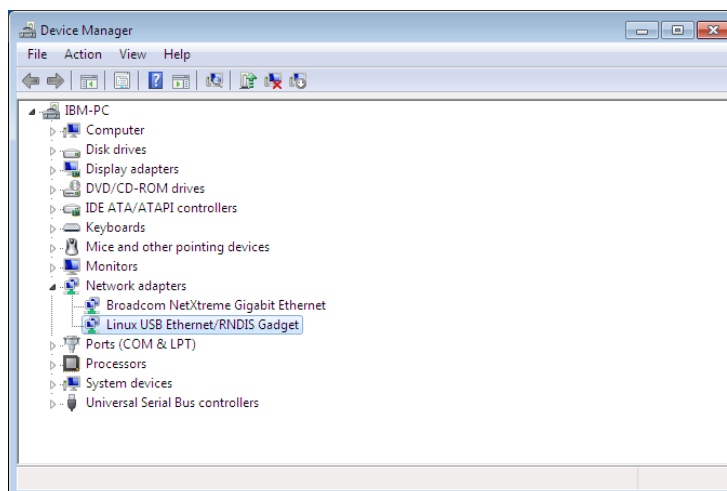 Device Manager
File Action View Help
IBM-PC
Computer
Disk drives
Display adapters
DVD/CD-ROM drives
IDE ATA/ATAPI controllers
Keyboards
Mice and other pointing devices
Monitors
Network adapters
Broadcom NetXtreme Gigabit Ethernet
Linux USB Ethernet/RNDIS Gadget
Ports (COM & LPT)
Processors
System devices
Universal Serial Bus controllers